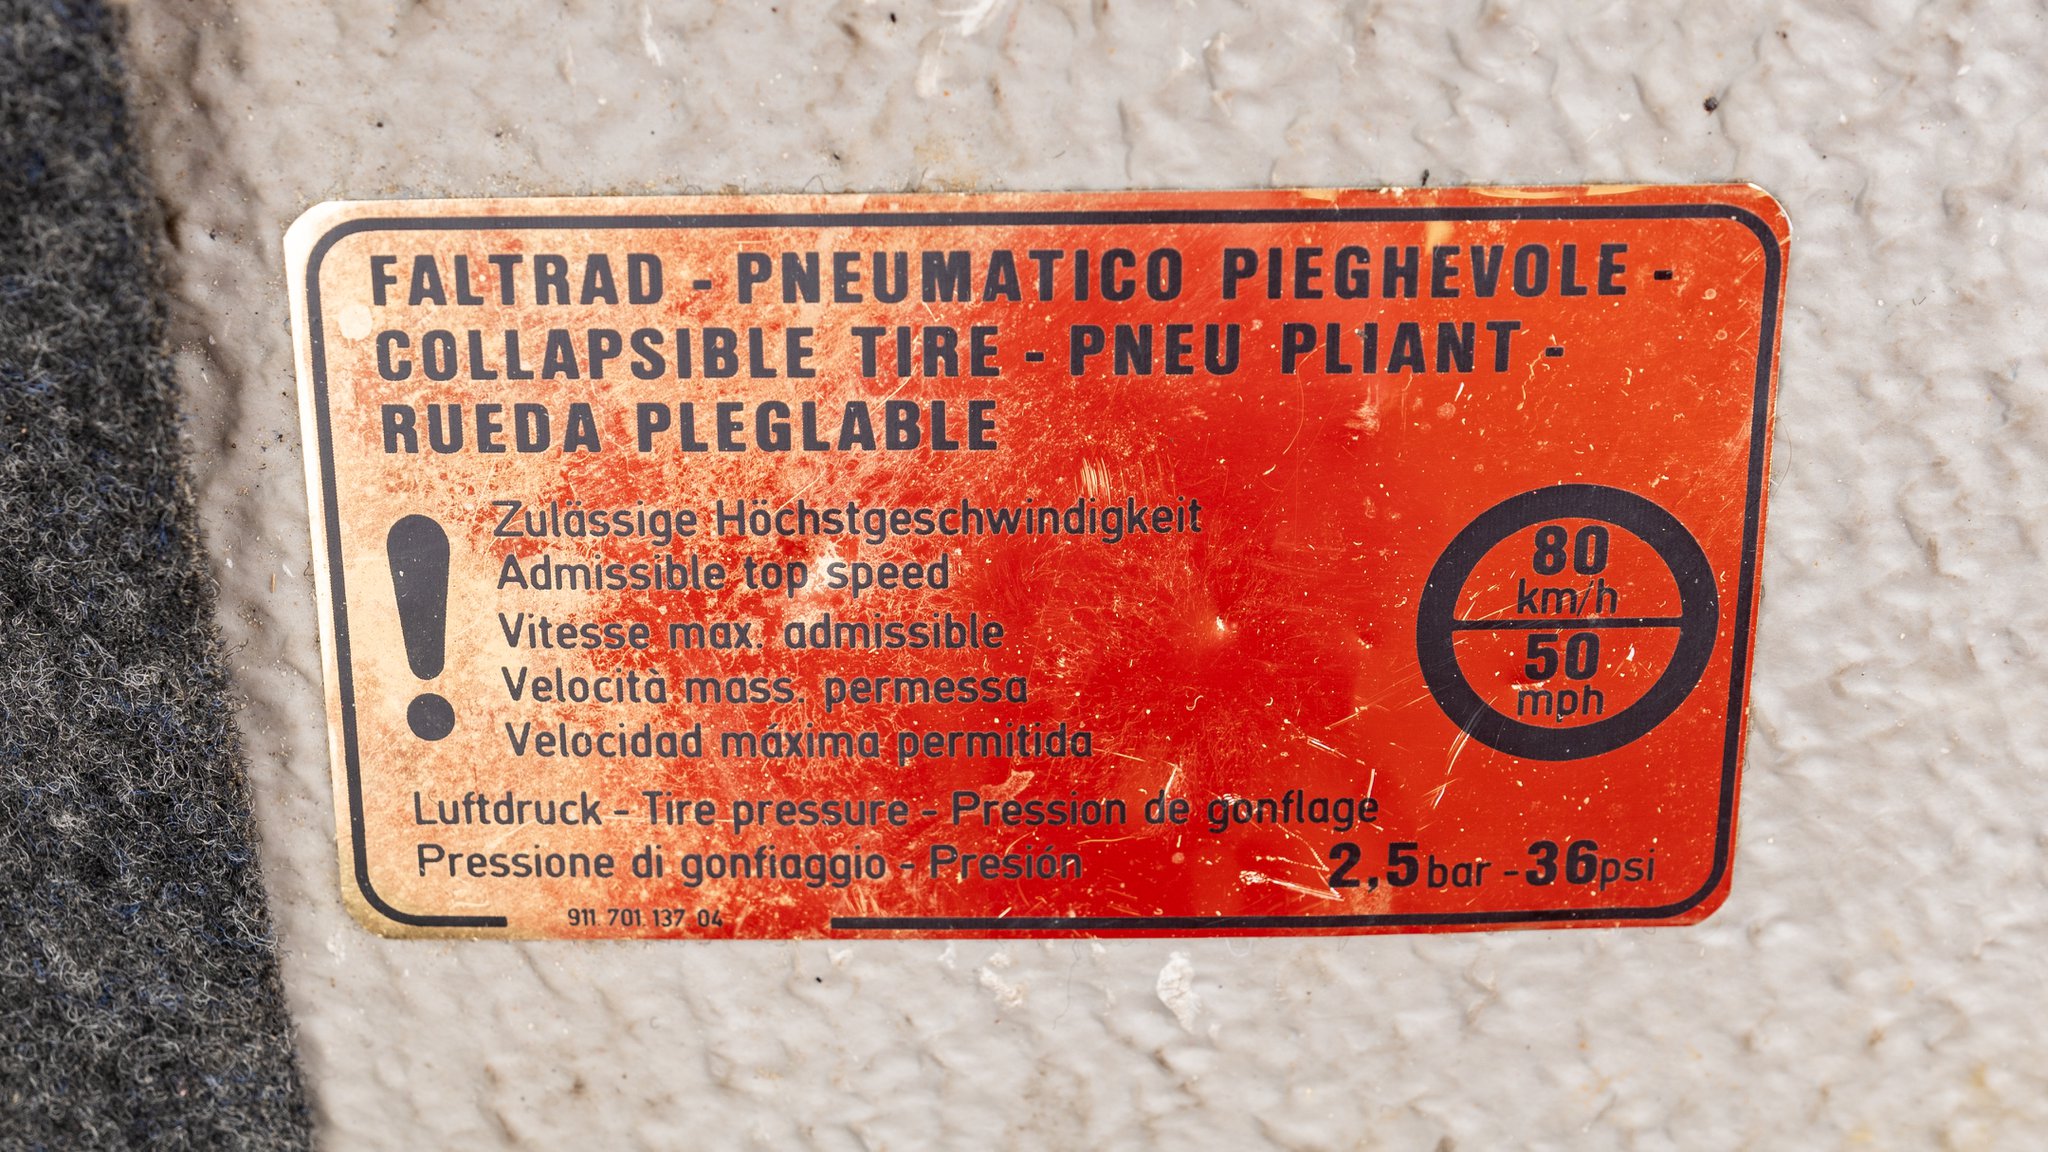 FALTRAD - PNEUMATICO PIEGHEVOLE -
COLLAPSIBLE TIRE - PNEU PLIANT -
RUEDA PLEGLABLE
!
Zulässige Höchstgeschwindigkeit
Admissible top speed
Vitesse max. admissible
Velocità mass. permessa
Velocidad máxima permitida
80
km/h
50
mph
Luftdruck - Tire pressure - Pression de gonflage
Pressione di gonfiaggio - Presión 2,5 bar - 36 psi
911 701 137 04